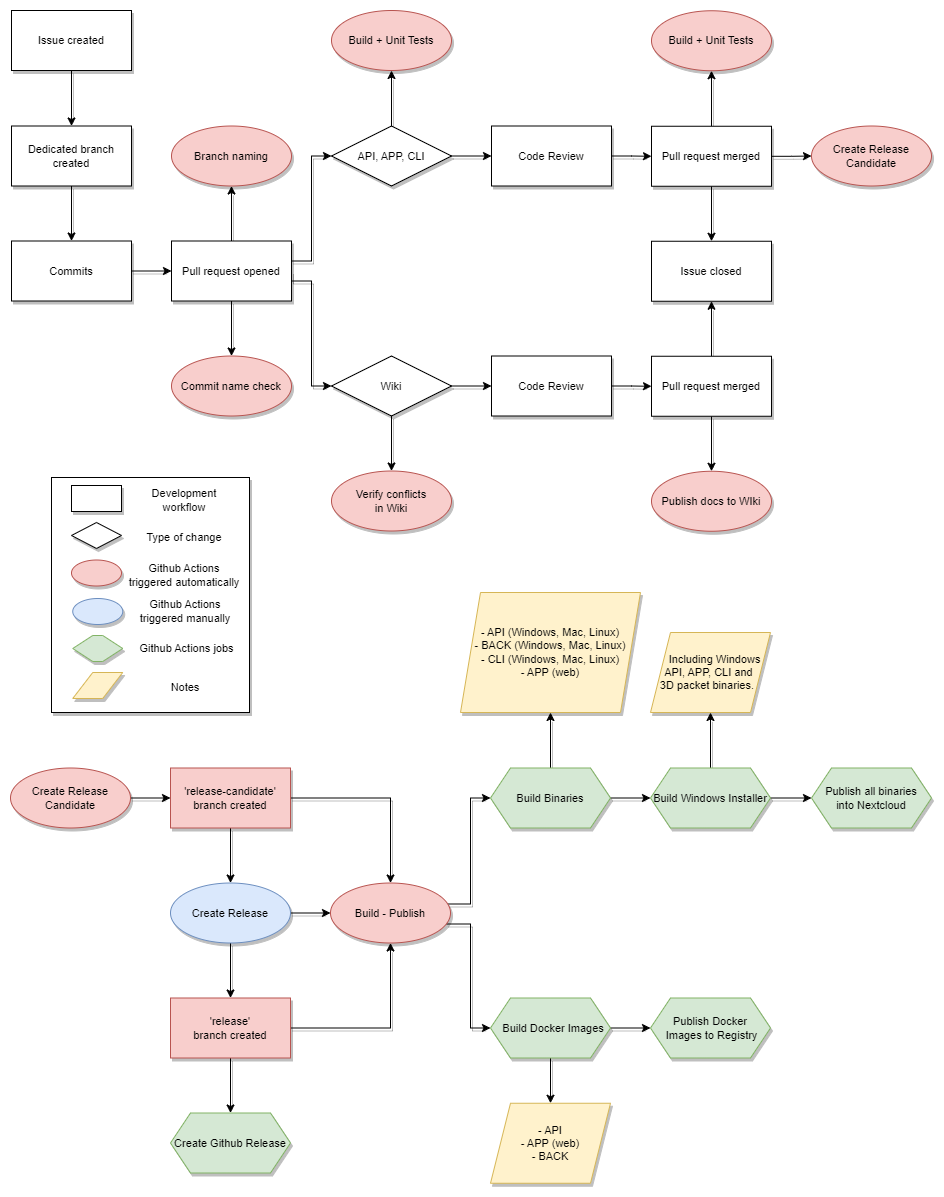 Issue created
Build + Unit Tests
Build + Unit Tests
Dedicated branch
created
Branch naming
API, APP, CLI
Code Review
Pull request merged
Create Release
Candidate
Commits
Pull request opened
Issue closed
Commit name check
Wiki
Code Review
Pull request merged
Verify conflicts
in Wiki
Publish docs to WIki
Development
workflow
Type of change
Github Actions
triggered automatically
Github Actions
triggered manually
Github Actions jobs
Notes
- API (Windows, Mac, Linux)
- BACK (Windows, Mac, Linux)
- CLI (Windows, Mac, Linux)
- APP (web)
Including Windows
API, APP, CLI and
3D packet binaries.
Create Release
Candidate
'release-candidate'
branch created
Build Binaries
Build Windows Installer
Publish all binaries
into Nextcloud
Create Release
Build - Publish
'release'
branch created
Build Docker Images
Publish Docker
Images to Registry
Create Github Release
- API
- APP (web)
- BACK